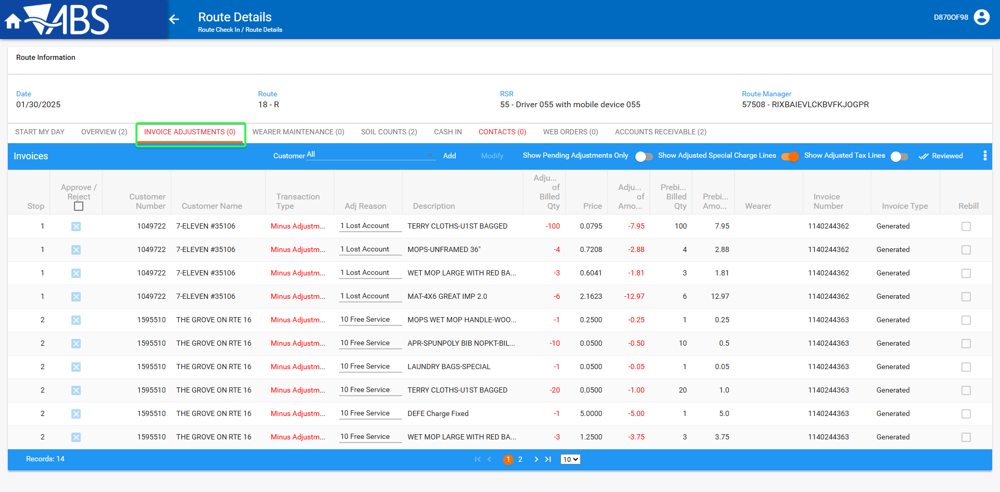 ABS
Route Details
Route Check In / Route Details
D870OF98
Route Information
Date
01/30/2025
Route
18 - R
RSR
55 - Driver 055 with mobile device 055
Route Manager
57508 - RIXBAIEVLCKBVFKJOGPR
START MY DAY OVERVIEW (2) INVOICE ADJUSTMENTS (0) WEARER MAINTENANCE (0) SOIL COUNTS (2) CASH IN CONTACTS (0) WEB ORDERS (0) ACCOUNTS RECEIVABLE (2)
Invoices Customer All Add Modify Show Pending Adjustments Only Show Adjusted Special Charge Lines Show Adjusted Tax Lines Reviewed
Stop
Approve /
Reject
Customer
Number
Customer Name
Transaction
Type
Adj Reason
Description
Adju...
of
Billed
Qty
Price
Adju...
of
Amo...
Prebi...
Billed
Qty
Prebi...
Amo...
Wearer
Invoice
Number
Invoice Type
Rebill
1 1049722 7-ELEVEN #35106 Minus Adjustm... 1 Lost Account TERRY CLOTHS-U1ST BAGGED -100 0.0795 -7.95 100 7.95 1140244362 Generated
1 1049722 7-ELEVEN #35106 Minus Adjustm... 1 Lost Account MOPS-UNFRAMED 36" -4 0.7208 -2.88 4 2.88 1140244362 Generated
1 1049722 7-ELEVEN #35106 Minus Adjustm... 1 Lost Account WET MOP LARGE WITH RED BA... -3 0.6041 -1.81 3 1.81 1140244362 Generated
1 1049722 7-ELEVEN #35106 Minus Adjustm... 1 Lost Account MAT-4X6 GREAT IMP 2.0 -6 2.1623 -12.97 6 12.97 1140244362 Generated
2 1595510 THE GROVE ON RTE 16 Minus Adjustm... 10 Free Service MOPS WET MOP HANDLE-WOO... -1 0.2500 -0.25 1 0.25 1140244363 Generated
2 1595510 THE GROVE ON RTE 16 Minus Adjustm... 10 Free Service APR-SPUNPOLY BIB NOPKT-BIL... -10 0.0500 -0.50 10 0.5 1140244363 Generated
2 1595510 THE GROVE ON RTE 16 Minus Adjustm... 10 Free Service LAUNDRY BAGS-SPECIAL -1 0.0500 -0.05 1 0.05 1140244363 Generated
2 1595510 THE GROVE ON RTE 16 Minus Adjustm... 10 Free Service TERRY CLOTHS-U1ST BAGGED -20 0.0500 -1.00 20 1.0 1140244363 Generated
2 1595510 THE GROVE ON RTE 16 Minus Adjustm... 10 Free Service DEFE Charge Fixed -1 5.0000 -5.00 1 5.0 1140244363 Generated
2 1595510 THE GROVE ON RTE 16 Minus Adjustm... 10 Free Service WET MOP LARGE WITH RED BA... -3 1.2500 -3.75 3 3.75 1140244363 Generated
Records: 14 1 2 10